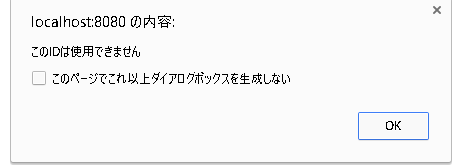 localhost:8080 の内容:
このIDは使用できません
このページでこれ以上ダイアログボックスを生成しない
OK